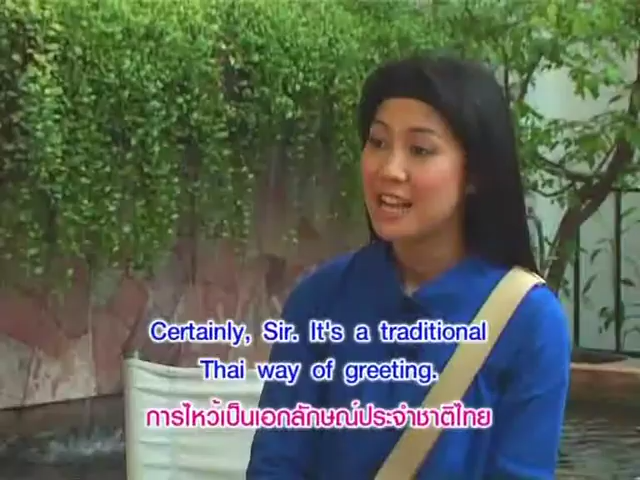 Certainly, Sir. It's a traditional
Thai way of greeting.
การไหว้เป็นเอกลักษณ์ประจำชาติไทย